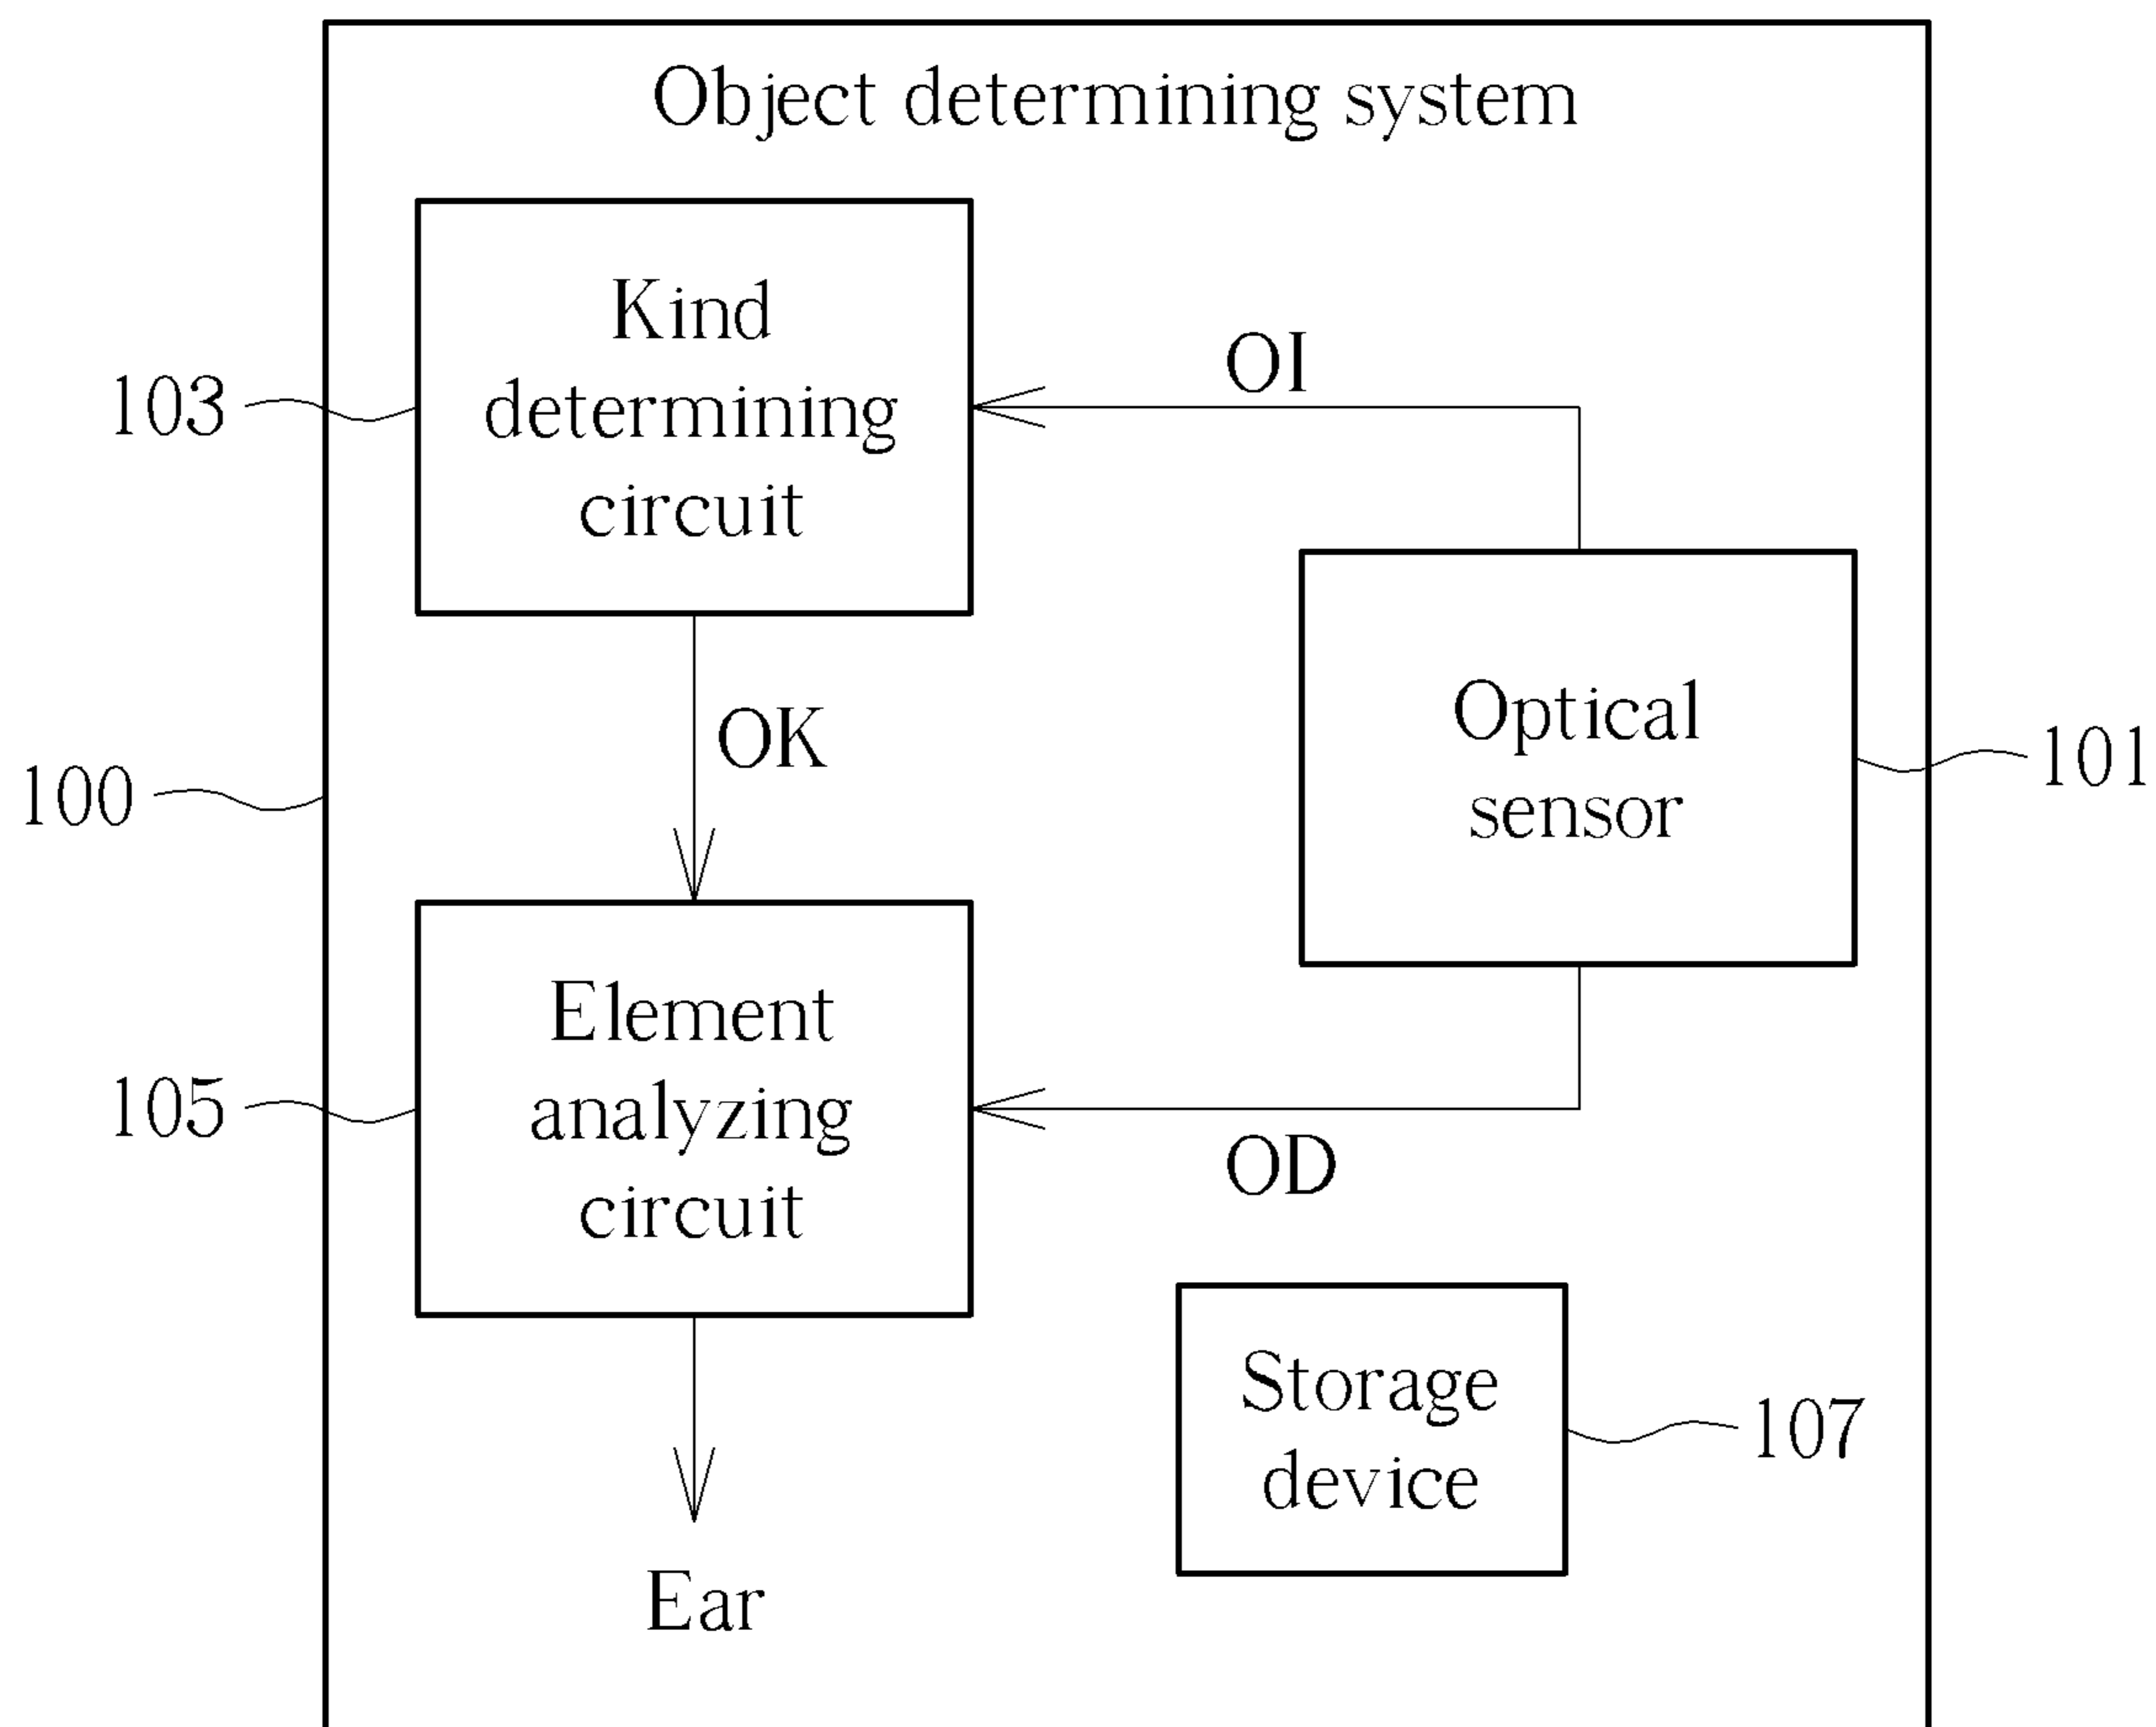 Object determining system
Kind
determining
circuit
103
OI
OK
Optical
sensor
101
100
Element
analyzing
circuit
105
OD
Storage
device
107
Ear